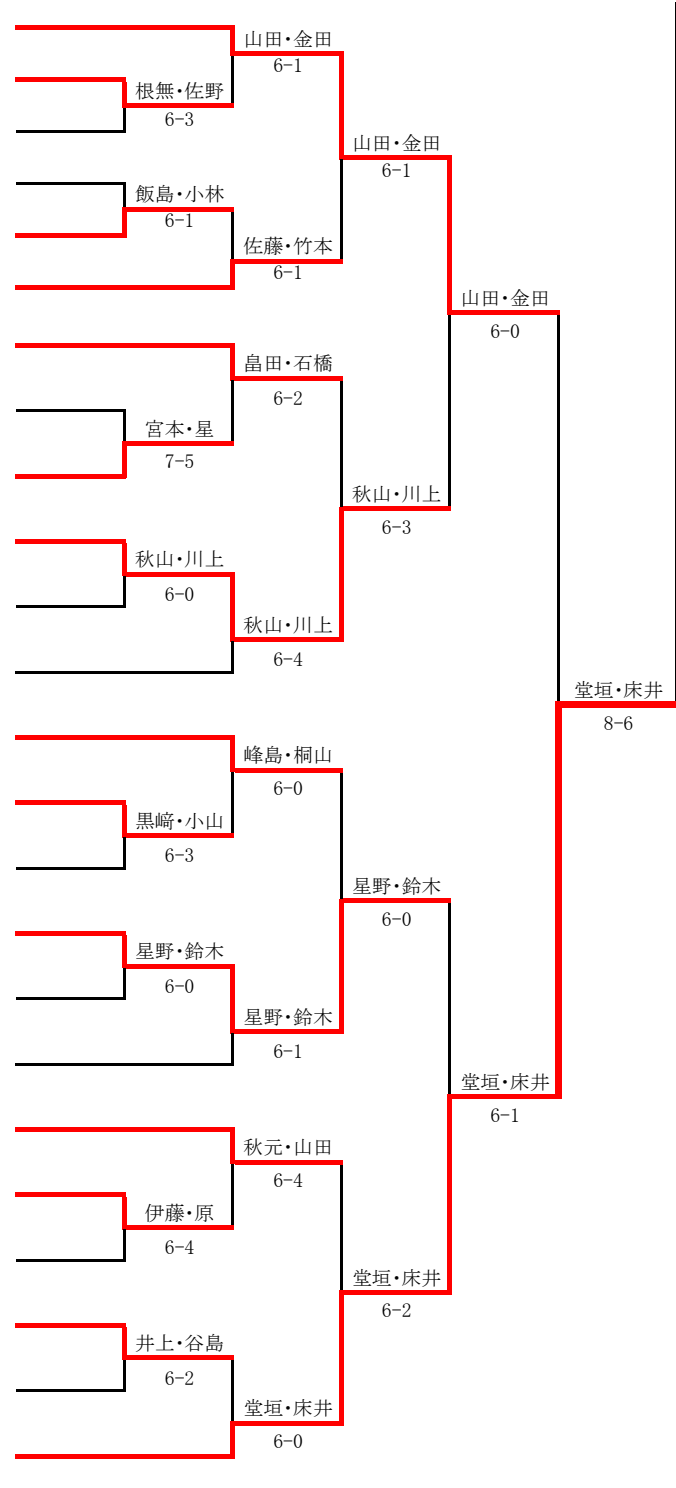 山田・金田
6-1
根無・佐野
6-3
山田・金田
6-1
飯島・小林
6-1
佐藤・竹本
6-1
山田・金田
6-0
畠田・石橋
6-2
宮本・星
7-5
秋山・川上
6-3
秋山・川上
6-0
秋山・川上
6-4
堂垣・床井
8-6
峰島・桐山
6-0
黒﨑・小山
6-3
星野・鈴木
6-0
星野・鈴木
6-0
星野・鈴木
6-1
堂垣・床井
6-1
秋元・山田
6-4
伊藤・原
6-4
堂垣・床井
6-2
井上・谷島
6-2
堂垣・床井
6-0